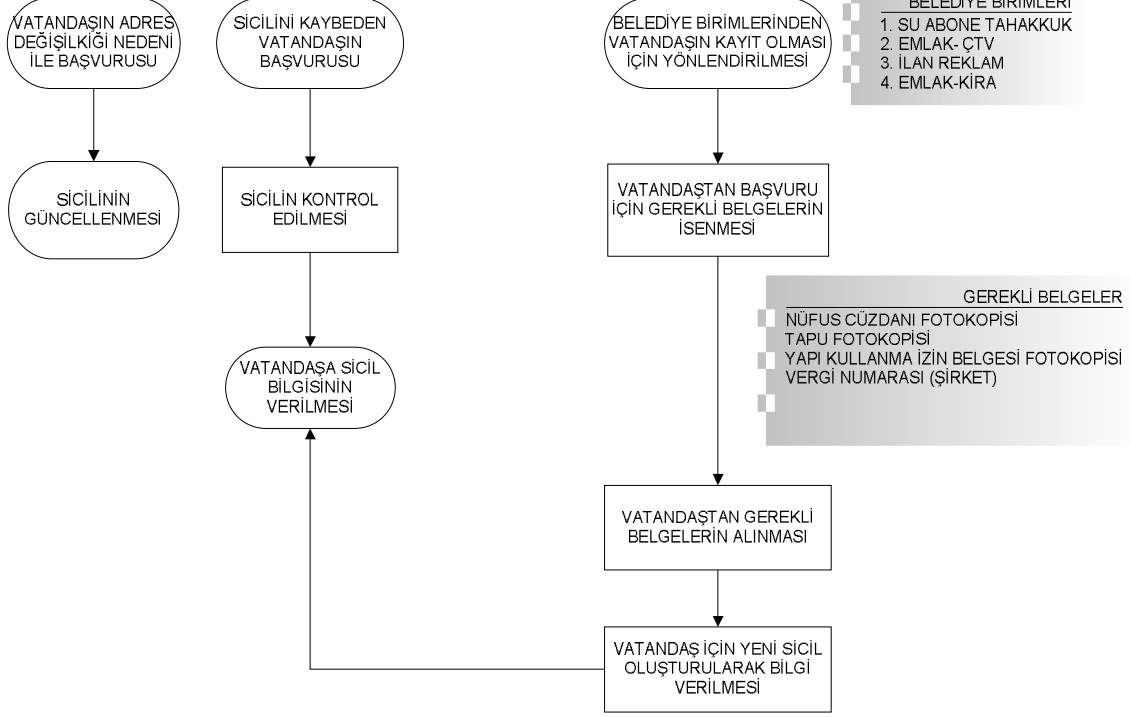 VATANDAŞIN ADRES
DEĞİŞİLKİĞİ NEDENİ
İLE BAŞVURUSU
SİCİLİNİ KAYBEDEN
VATANDAŞIN
BAŞVURUSU
BELEDİYE BİRİMLERİNDEN
VATANDAŞIN KAYIT OLMASI
İÇİN YÖNLENDİRİLMESİ
BELEDİYE BİRİMLERİ
1. SU ABONE TAHAKKUK
2. EMLAK- ÇTV
3. İLAN REKLAM
4. EMLAK-KİRA
SİCİLİNİN
GÜNCELLENMESİ
SİCİLİN KONTROL
EDİLMESİ
VATANDAŞTAN BAŞVURU
İÇİN GEREKLİ BELGELERİN
İSENMESİ
GEREKLİ BELGELER
NÜFUS CÜZDANI FOTOKOPİSİ
TAPU FOTOKOPİSİ
YAPI KULLANMA İZİN BELGESİ FOTOKOPİSİ
VERGİ NUMARASI (ŞİRKET)
VATANDAŞA SİCİL
BİLGİSİNİN
VERİLMESİ
VATANDAŞTAN GEREKLİ
BELGELERİN ALINMASI
VATANDAŞ İÇİN YENİ SİCİL
OLUŞTURULARAK BİLGİ
VERİLMESİ